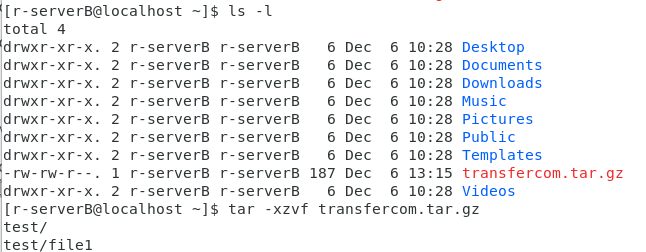 [r-serverB@localhost ~]$ ls -l
total 4
drwxr-xr-x. 2 r-serverB r-serverB   6 Dec  6 10:28 Desktop
drwxr-xr-x. 2 r-serverB r-serverB   6 Dec  6 10:28 Documents
drwxr-xr-x. 2 r-serverB r-serverB   6 Dec  6 10:28 Downloads
drwxr-xr-x. 2 r-serverB r-serverB   6 Dec  6 10:28 Music
drwxr-xr-x. 2 r-serverB r-serverB   6 Dec  6 10:28 Pictures
drwxr-xr-x. 2 r-serverB r-serverB   6 Dec  6 10:28 Public
drwxr-xr-x. 2 r-serverB r-serverB   6 Dec  6 10:28 Templates
-rw-rw-r--. 1 r-serverB r-serverB 187 Dec  6 13:15 transfercom.tar.gz
drwxr-xr-x. 2 r-serverB r-serverB   6 Dec  6 10:28 Videos
[r-serverB@localhost ~]$ tar -xzvf transfercom.tar.gz
test/
test/file1